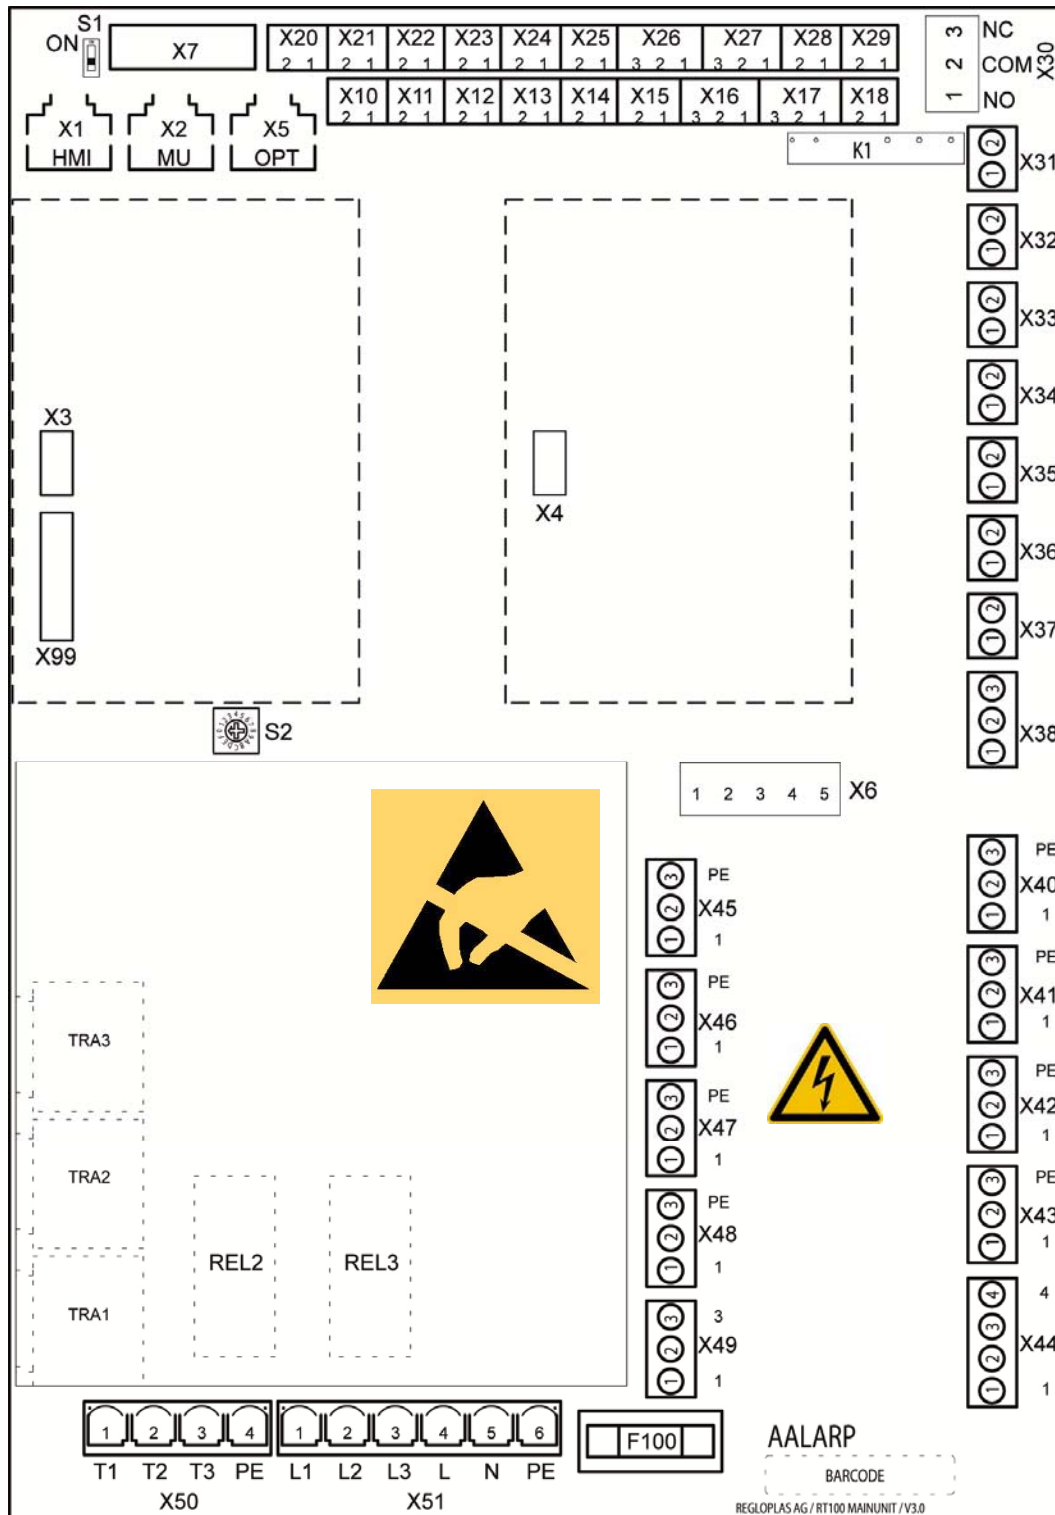 S1
ON
X7
X20 X21 X22 X23 X24 X25 X26 X27 X28 X29
2 1 2 1 2 1 2 1 2 1 2 1 3 2 1 3 2 1 2 1 2 1
X10 X11 X12 X13 X14 X15 X16 X17 X18
2 1 2 1 2 1 2 1 2 1 2 1 3 2 1 3 2 1 2 1
3 NC
2 COM
1 NO
X30
X1
HMI
X2
MU
X5
OPT
K1
2
1
X31
2
1
X32
2
1
X33
2
1
X34
2
1
X35
2
1
X36
2
1
X37
3
2
1
X38
X3
X99
X4
S2
0 1 2 3 4 5 6 7 8 9 A B C D E F
1 2 3 4 5 X6
3 PE
2 X45
1 1
3 PE
2 X46
1 1
3 PE
2 X47
1 1
3 PE
2 X48
1 1
3 3
2 X49
1 1
3 PE
2 X40
1 1
3 PE
2 X41
1 1
3 PE
2 X42
1 1
3 PE
2 X43
1 1
4 4
3
2 X44
1 1
TRA3
TRA2
TRA1
REL2
REL3
1 2 3 4
T1 T2 T3 PE
X50
1 2 3 4 5 6
L1 L2 L3 L N PE
X51
F100
AALARP
BARCODE
REGLOPLAS AG / RT100 MAINUNIT / V3.0